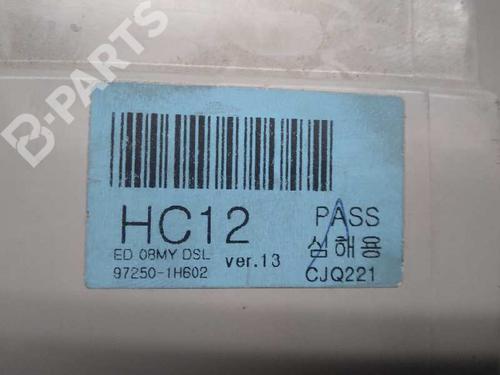 B-PARTS
HC12
PASS
ED 08MY DSL
ver.13
심해용
97250-1H602
CJQ221